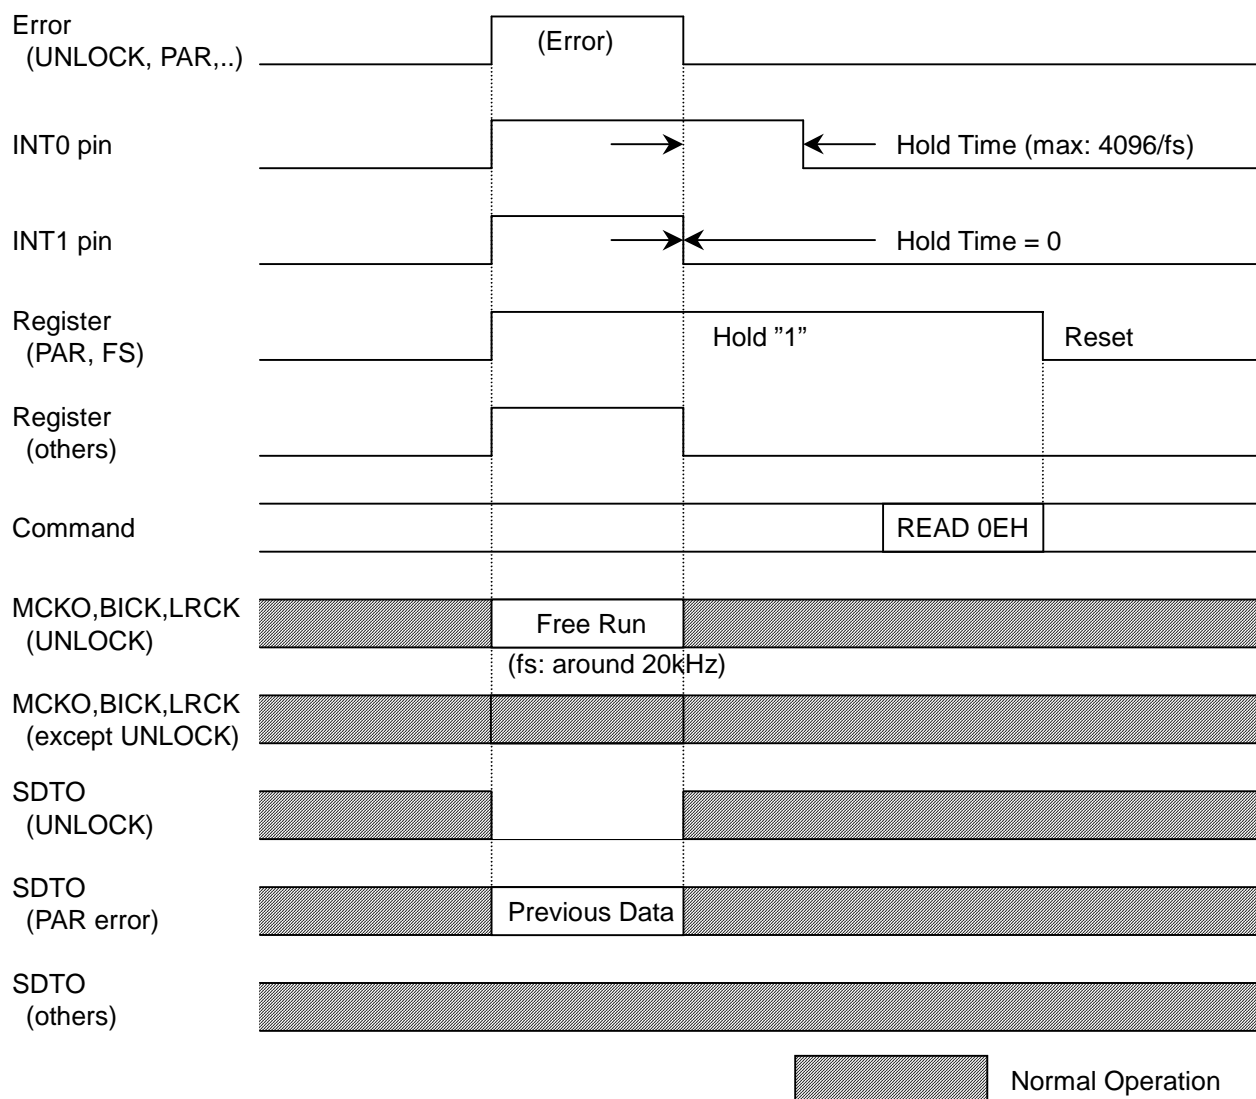 Error
(UNLOCK, PAR,..)
(Error)
INT0 pin
Hold Time (max: 4096/fs)
INT1 pin
Hold Time = 0
Register
(PAR, FS)
Hold ”1”
Reset
Register
(others)
Command
READ 0EH
MCKO,BICK,LRCK
(UNLOCK)
Free Run
(fs: around 20kHz)
MCKO,BICK,LRCK
(except UNLOCK)
SDTO
(UNLOCK)
SDTO
(PAR error)
Previous Data
SDTO
(others)
Normal Operation